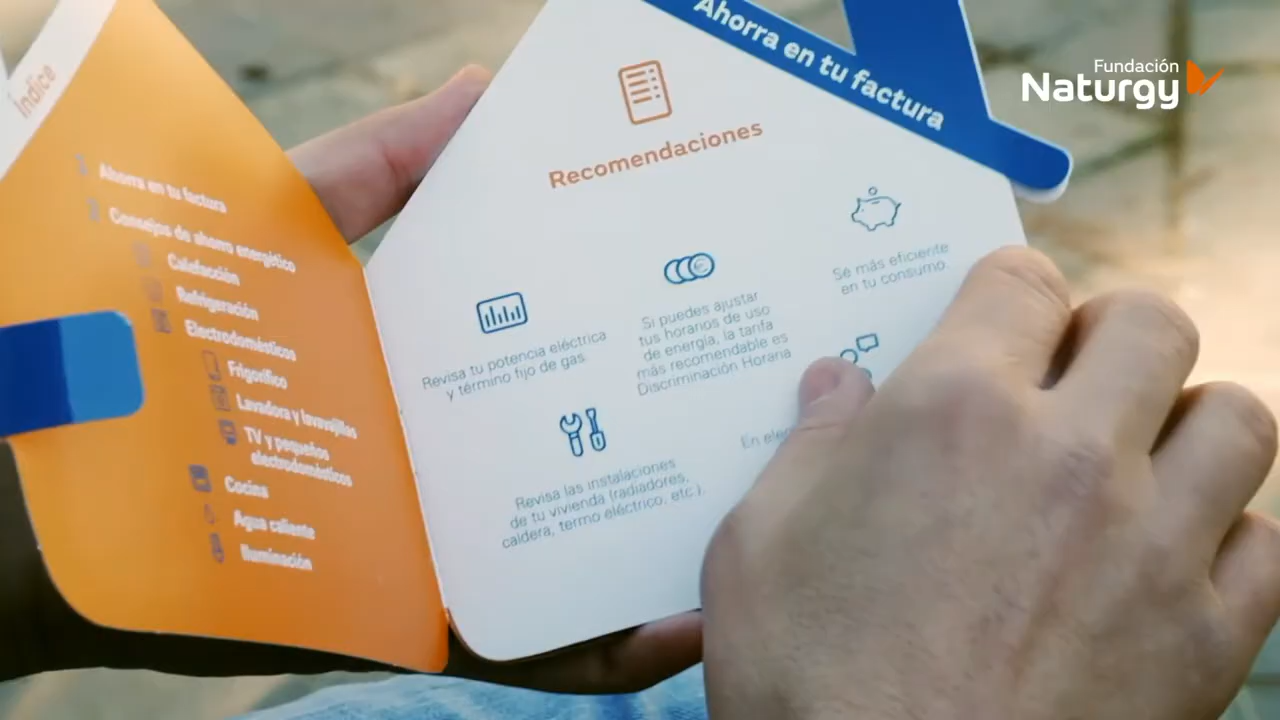 Índice
1 Ahorra en tu factura
2 Consejos de ahorro energético
Calefacción
Refrigeración
Electrodomésticos
Frigorífico
Lavadora y lavavajillas
TV y pequeños
electrodomésticos
Cocina
Agua caliente
Iluminación
Ahorra en tu factura
Recomendaciones
Revisa tu potencia eléctrica
y término fijo de gas.
Si puedes ajustar
tus horarios de uso
de energía, la tarifa
más recomendable es
Discriminación Horaria
Sé más eficiente
en tu consumo.
Revisa las instalaciones
de tu vivienda (radiadores,
caldera, termo eléctrico, etc.).
En
Fundación
Naturgy